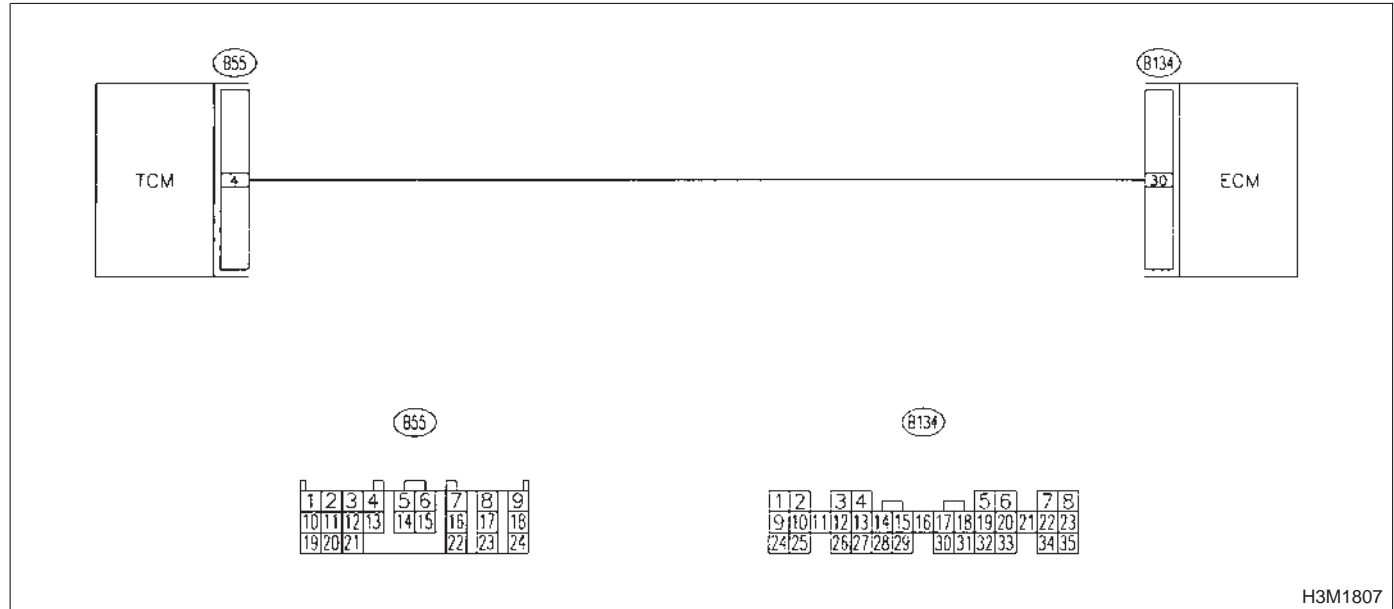 B55 B134
TCM 4 30 ECM
B55 B134
1 2 3 4 5 6 7 8 9
10 11 12 13 14 15 16 17 18
19 20 21 22 23 24
1 2 3 4 5 6 7 8
9 10 11 12 13 14 15 16 17 18 19 20 21 22 23
24 25 26 27 28 29 30 31 32 33 34 35
H3M1807